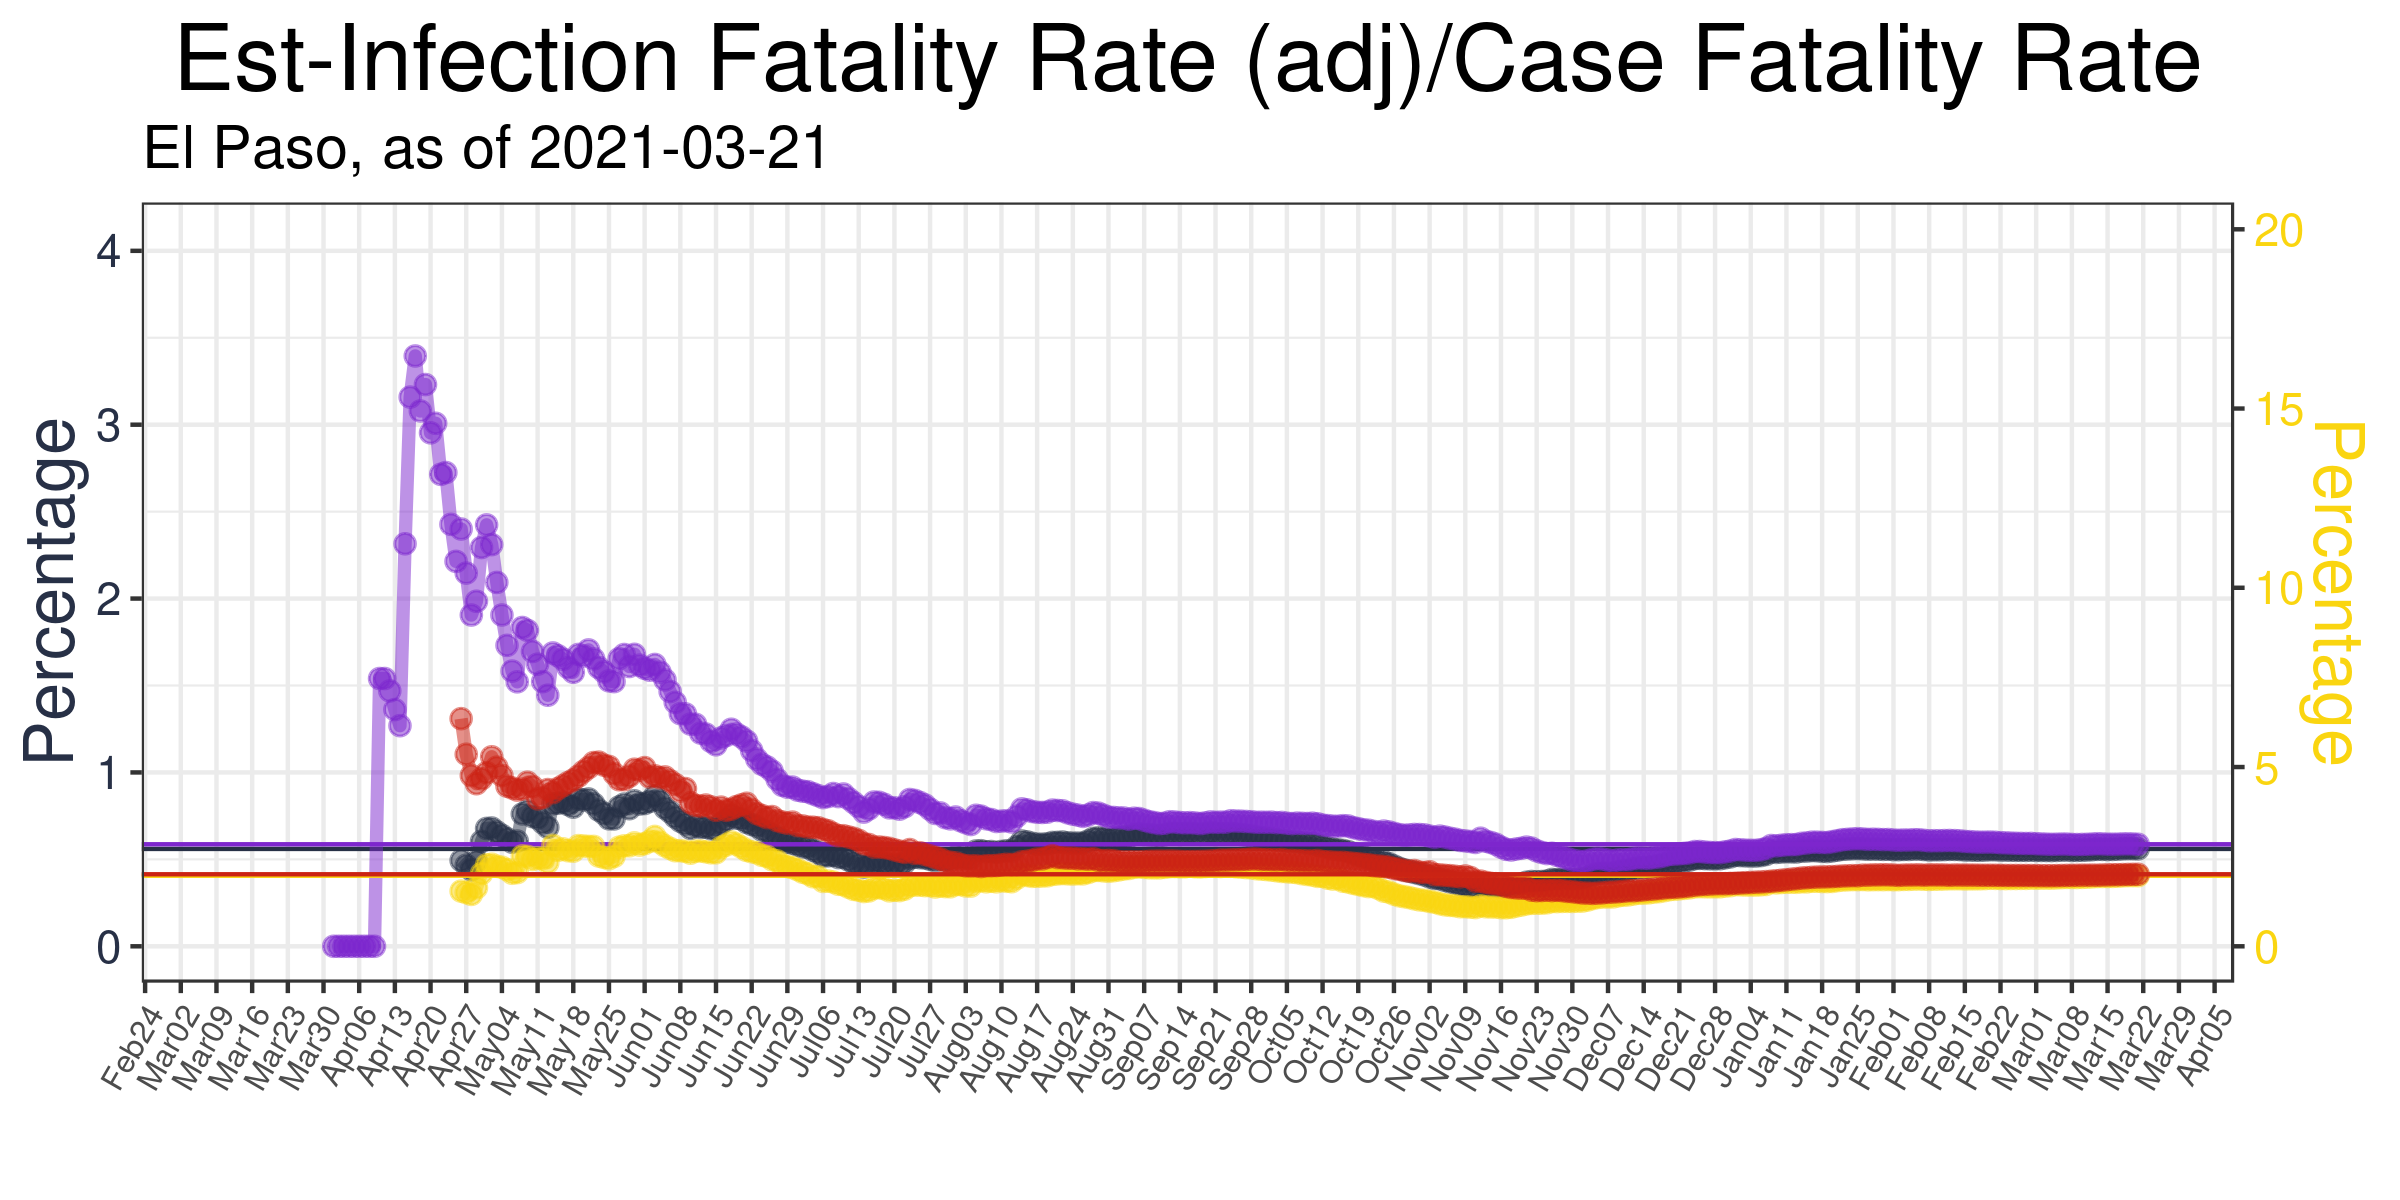 Est-Infection Fatality Rate (adj)/Case Fatality Rate
El Paso, as of 2021-03-21
Percentage
4
3
2
1
0
20
15
10
5
0
Percentage
Feb24
Mar02
Mar09
Mar16
Mar23
Mar30
Apr06
Apr13
Apr20
Apr27
May04
May11
May18
May25
Jun01
Jun08
Jun15
Jun22
Jun29
Jul06
Jul13
Jul20
Jul27
Aug03
Aug10
Aug17
Aug24
Aug31
Sep07
Sep14
Sep21
Sep28
Oct05
Oct12
Oct19
Oct26
Nov02
Nov09
Nov16
Nov23
Nov30
Dec07
Dec14
Dec21
Dec28
Jan04
Jan11
Jan18
Jan25
Feb01
Feb08
Feb15
Feb22
Mar01
Mar08
Mar15
Mar22
Mar29
Apr05